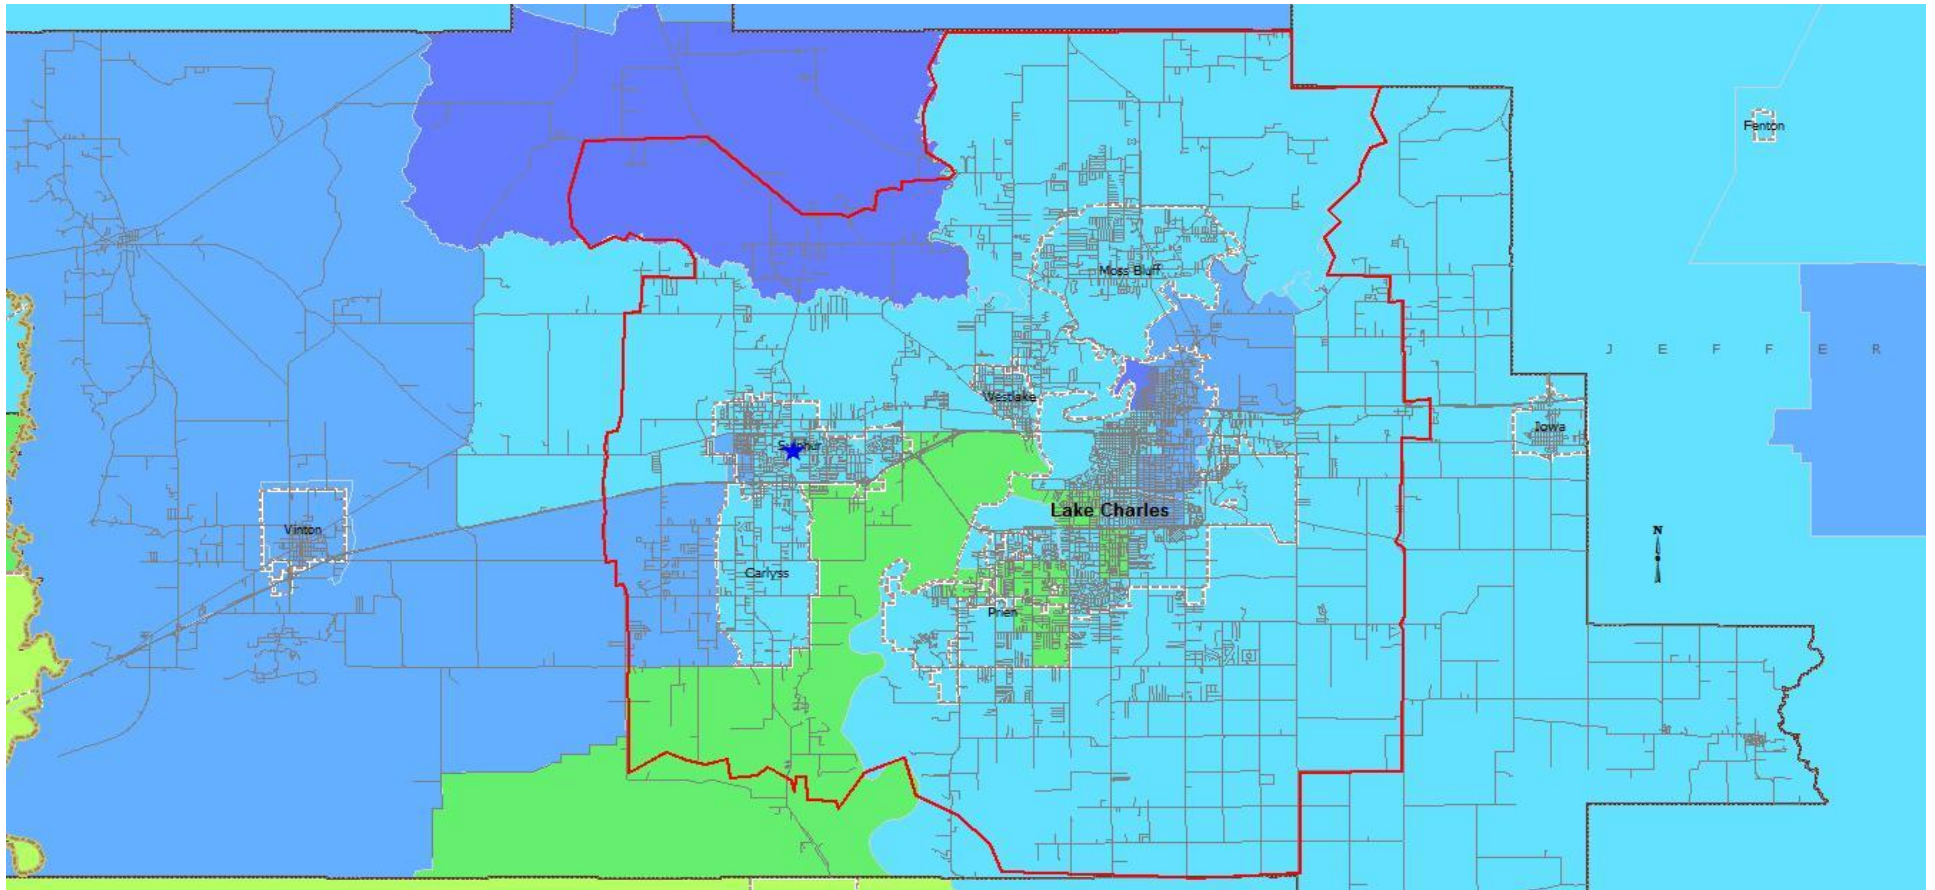 Fenton
Moss Bluff
J E F F E R
Westlake
Iowa
Sulphur
Lake Charles
Vinton
N
Carlyss
Prien